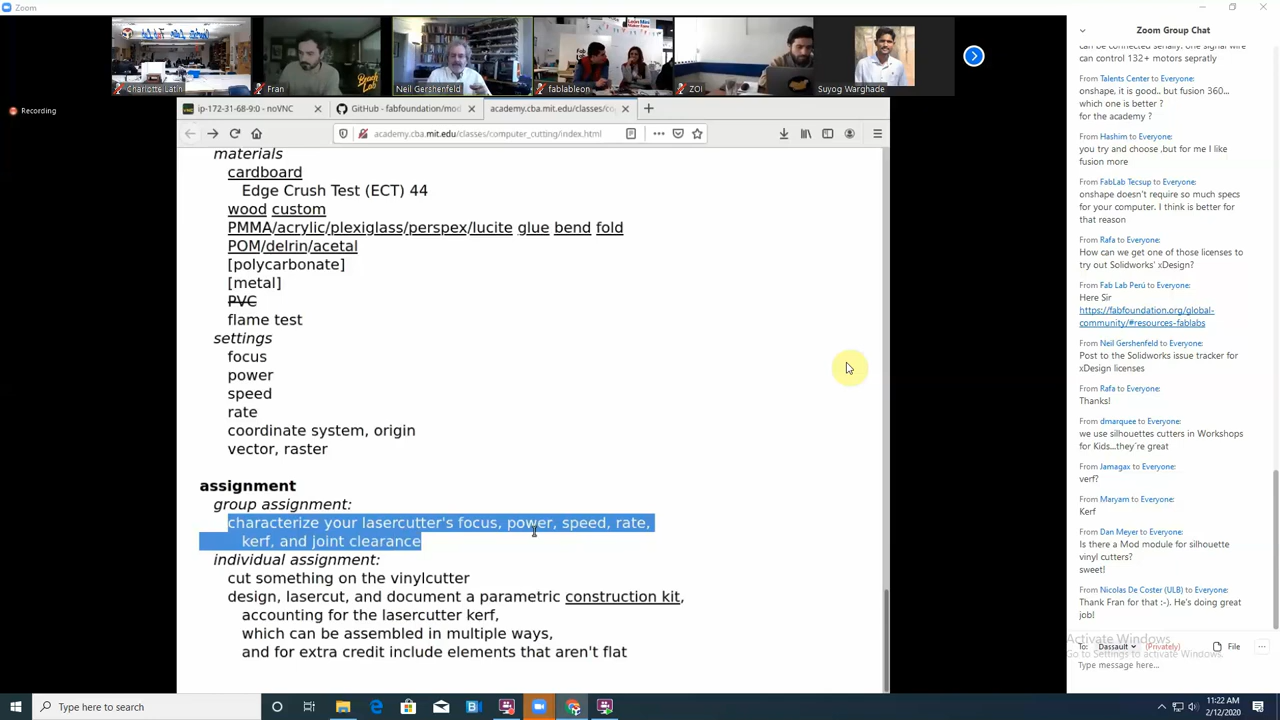 Zoom
Recording
Charlotte Latin
Fran
Neil Gershenfeld
fablableon
ZOI
Suyog Warghade
ip-172-31-68-9:0 - noVNC
GitHub - fabfoundation/mod
academy.cba.mit.edu/classes/co
academy.cba.mit.edu/classes/computer_cutting/index.html
materials
cardboard
Edge Crush Test (ECT) 44
wood custom
PMMA/acrylic/plexiglass/perspex/lucite glue bend fold
POM/delrin/acetal
[polycarbonate]
[metal]
PVC
flame test
settings
focus
power
speed
rate
coordinate system, origin
vector, raster
assignment
group assignment:
characterize your lasercutter's focus, power, speed, rate,
kerf, and joint clearance
individual assignment:
cut something on the vinylcutter
design, lasercut, and document a parametric construction kit,
accounting for the lasercutter kerf,
which can be assembled in multiple ways,
and for extra credit include elements that aren't flat
Zoom Group Chat
can be connected serially. One signal wire
can control 132+ motors sepratly
From Talents Center to Everyone:
onshape, it is good.. but fusion 360...
which one is better ?
for the academy ?
From Hashim to Everyone:
you try and choose ,but for me I like
fusion more
From FabLab Tecsup to Everyone:
onshape doesn't require so much specs
for your computer. I think is better for
that reason
From Rafa to Everyone:
How can we get one of those licenses to
try out Solidworks' xDesign?
From Fab Lab Perú to Everyone:
Here Sir
https://fabfoundation.org/global-
community/#resources-fablabs
From Neil Gershenfeld to Everyone:
Post to the Solidworks issue tracker for
xDesign licenses
From Rafa to Everyone:
Thanks!
From dmarquee to Everyone:
we use silhouettes cutters in Workshops
for Kids...they´re great
From Jamagax to Everyone:
verf?
From Maryam to Everyone:
Kerf
From Dan Meyer to Everyone:
Is there a Mod module for silhouette
vinyl cutters?
sweet!
From Nicolas De Coster (ULB) to Everyone:
Thank Fran for that :-). He's doing great
job!
Activate Windows
Go to Settings to activate Windows.
To: Dassault (Privately) File
Type message here...
Type here to search
11:22 AM
2/12/2020